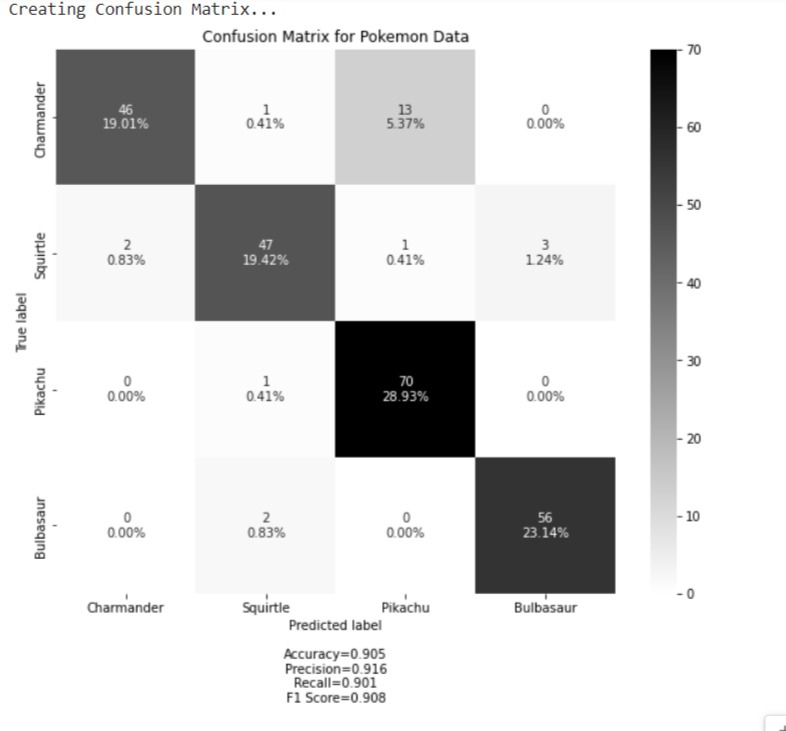 Creating Confusion Matrix...
Confusion Matrix for Pokemon Data
70
Charmander
46 1 13 0
19.01% 0.41% 5.37% 0.00%
60
50
Squirtle
2 47 1 3
0.83% 19.42% 0.41% 1.24%
40
True label
30
Pikachu
0 1 70 0
0.00% 0.41% 28.93% 0.00%
20
Bulbasaur
0 2 0 56
0.00% 0.83% 0.00% 23.14%
10
0
Charmander Squirtle Pikachu Bulbasaur
Predicted label
Accuracy=0.905
Precision=0.916
Recall=0.901
F1 Score=0.908